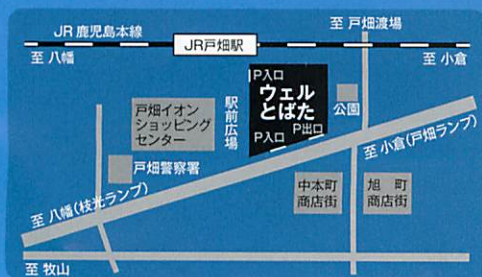 至 戸畑渡場
JR 鹿児島本線
JR戸畑駅
至 八幡
至 小倉
P入口
ウェル
とばた
P入口
P出口
公園
駅前広場
戸畑イオン
ショッピング
センター
戸畑警察署
至 小倉(戸畑ランプ)
中本町
商店街
旭町
商店街
至 八幡(枝光ランプ)
至 牧山